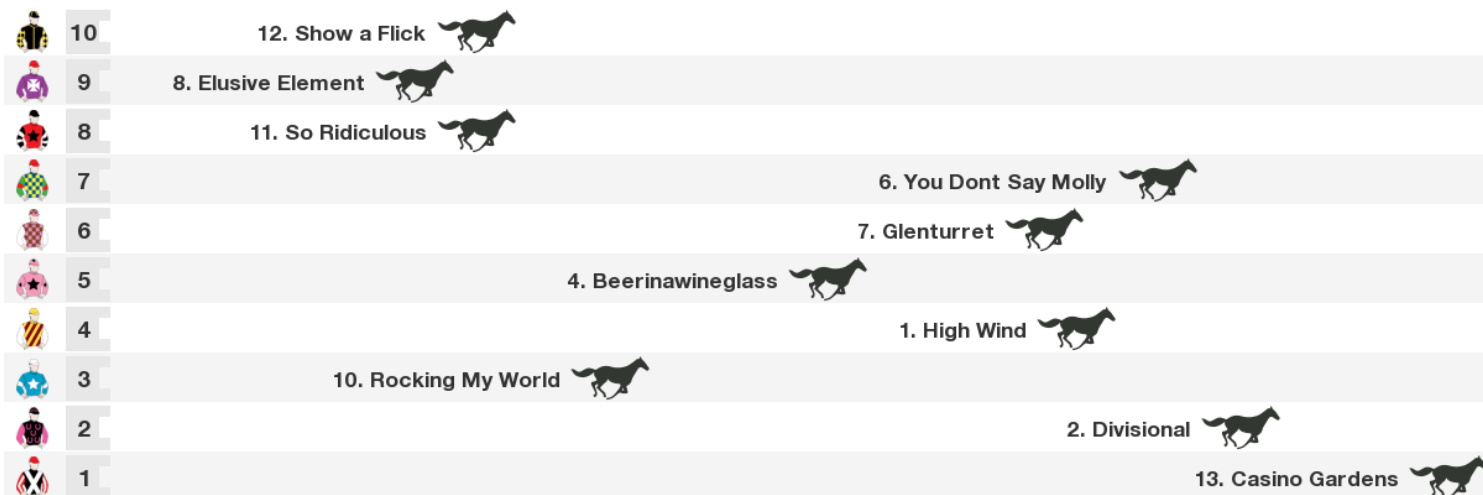 10 12. Show a Flick
9 8. Elusive Element
8 11. So Ridiculous
7 6. You Dont Say Molly
6 7. Glenturret
5 4. Beerinawineglass
4 1. High Wind
3 10. Rocking My World
2 2. Divisional
1 13. Casino Gardens